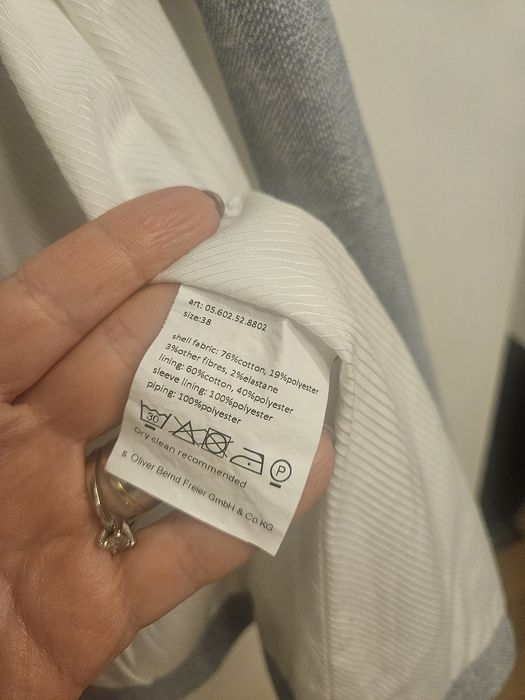 art: 05.602.52.8802
size:38
shell fabric: 76%cotton, 19%polyester
3%other fibres, 2%elastane
lining: 60%cotton, 40%polyester
sleeve lining: 100%polyester
piping: 100%polyester
30 P
Dry clean recommended
s. Oliver Bernd Freier GmbH & Co KG